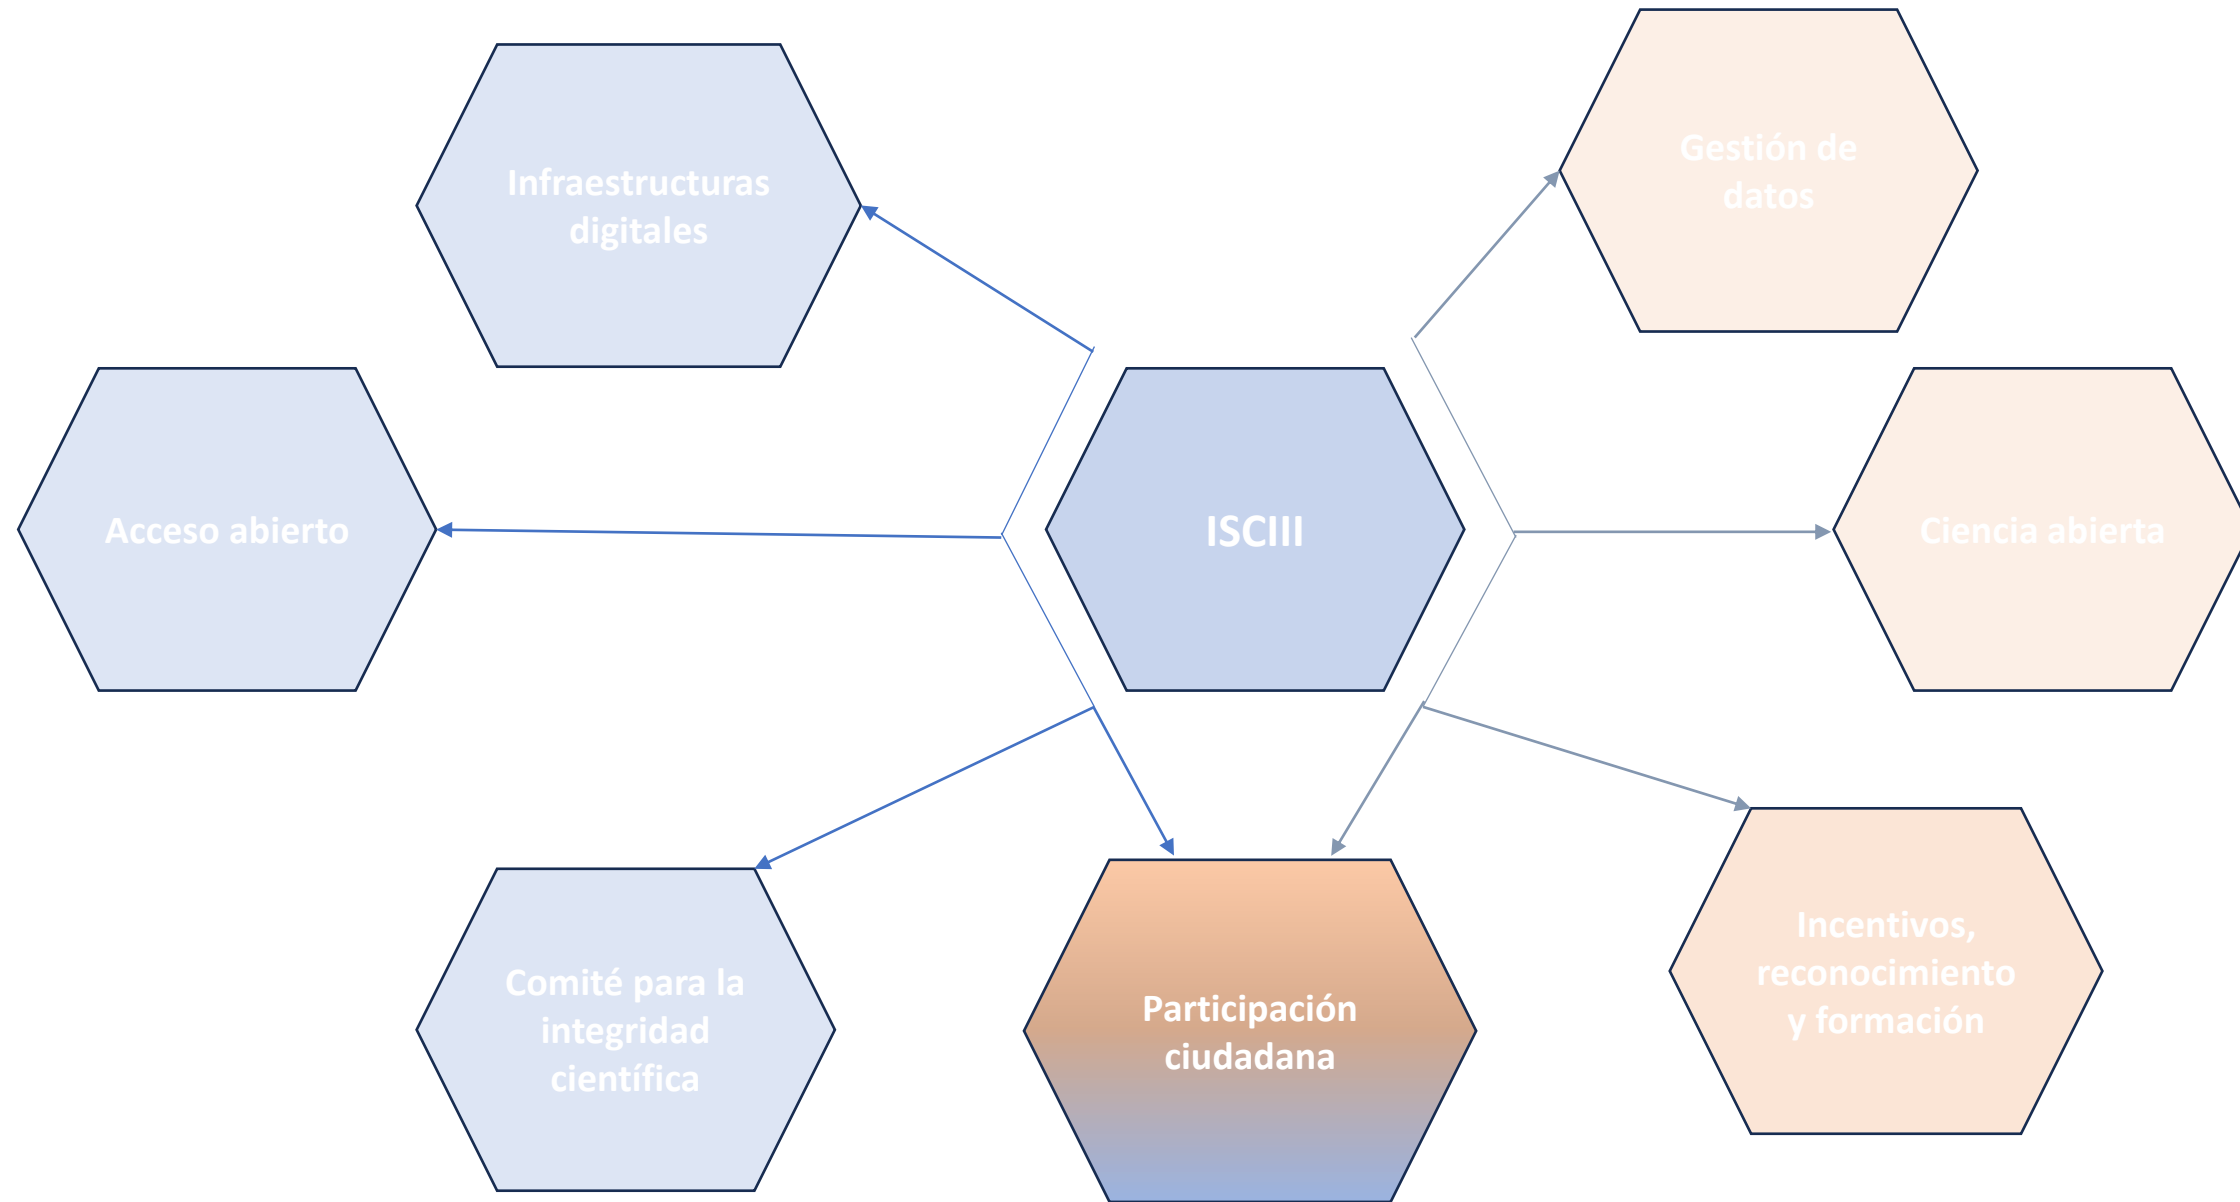 Gestión de
datos
Infraestructuras
digitales
Acceso abierto
ISCIII
Ciencia abierta
Incentivos,
reconocimiento
y formación
Comité para la
integridad
científica
Participación
ciudadana